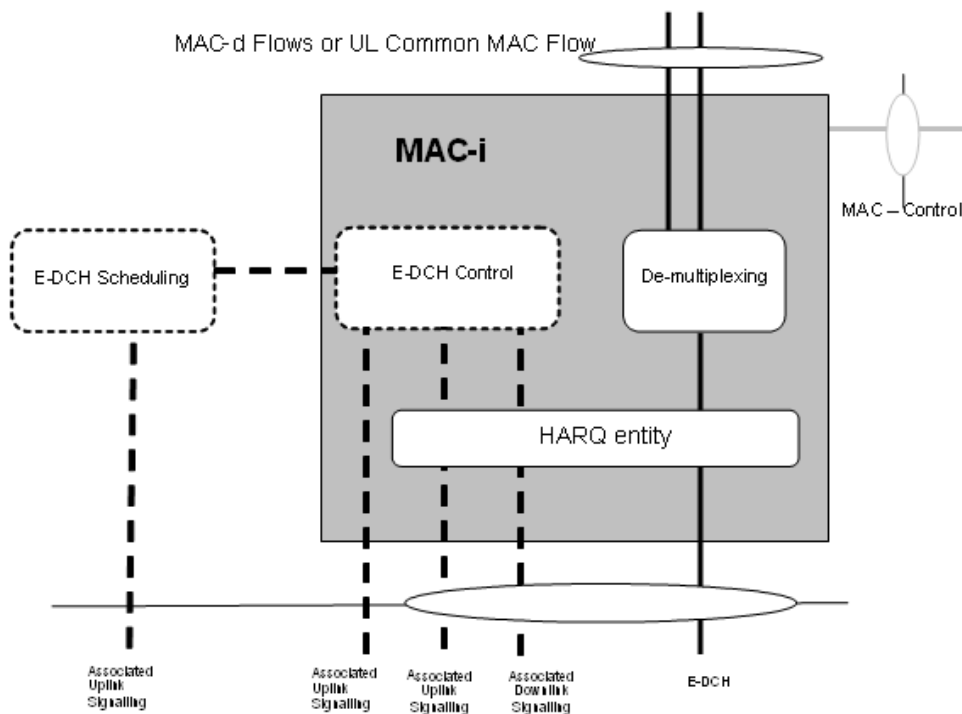 MAC-d Flows or UL Common MAC Flow
MAC-i
MAC – Control
E-DCH Scheduling
E-DCH Control
De-multiplexing
HARQ entity
Associated
Uplink
Signalling
Associated
Uplink
Signalling
Associated
Uplink
Signalling
Associated
Downlink
Signalling
E-DCH